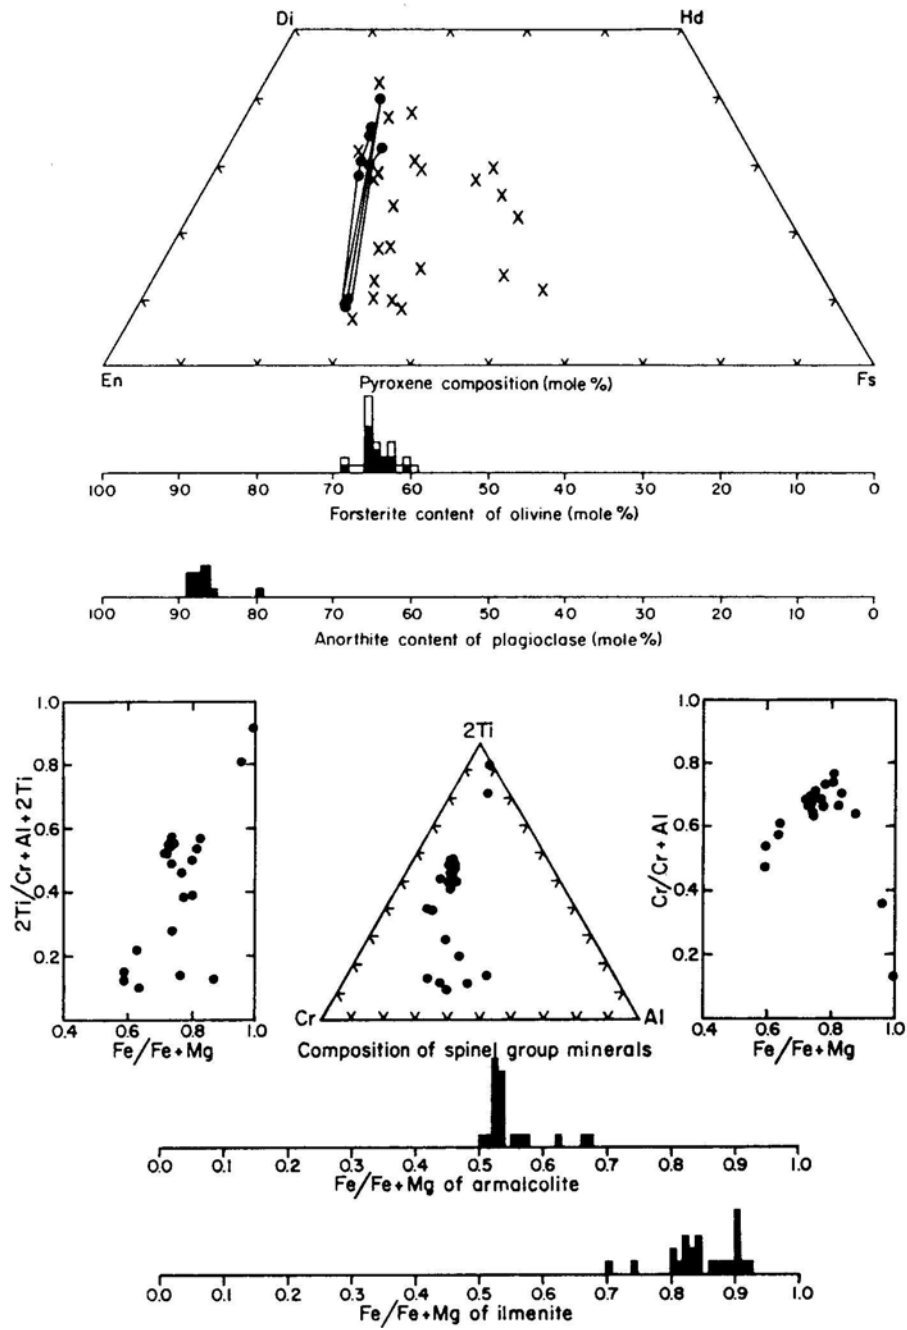 Di Hd
En Fs
Pyroxene composition (mole %)
100 90 80 70 60 50 40 30 20 10 0
Forsterite content of olivine (mole %)
100 90 80 70 60 50 40 30 20 10 0
Anorthite content of plagioclase (mole %)
1.0
0.8
0.6
0.4
0.2
2Ti/Cr + Al + 2Ti
0.4 0.6 0.8 1.0
Fe/Fe + Mg
2Ti
Cr Al
Composition of spinel group minerals
1.0
0.8
0.6
0.4
0.2
Cr/Cr + Al
0.4 0.6 0.8 1.0
Fe/Fe + Mg
0.0 0.1 0.2 0.3 0.4 0.5 0.6 0.7 0.8 0.9 1.0
Fe/Fe+Mg of armalcolite
0.0 0.1 0.2 0.3 0.4 0.5 0.6 0.7 0.8 0.9 1.0
Fe/Fe+Mg of ilmenite